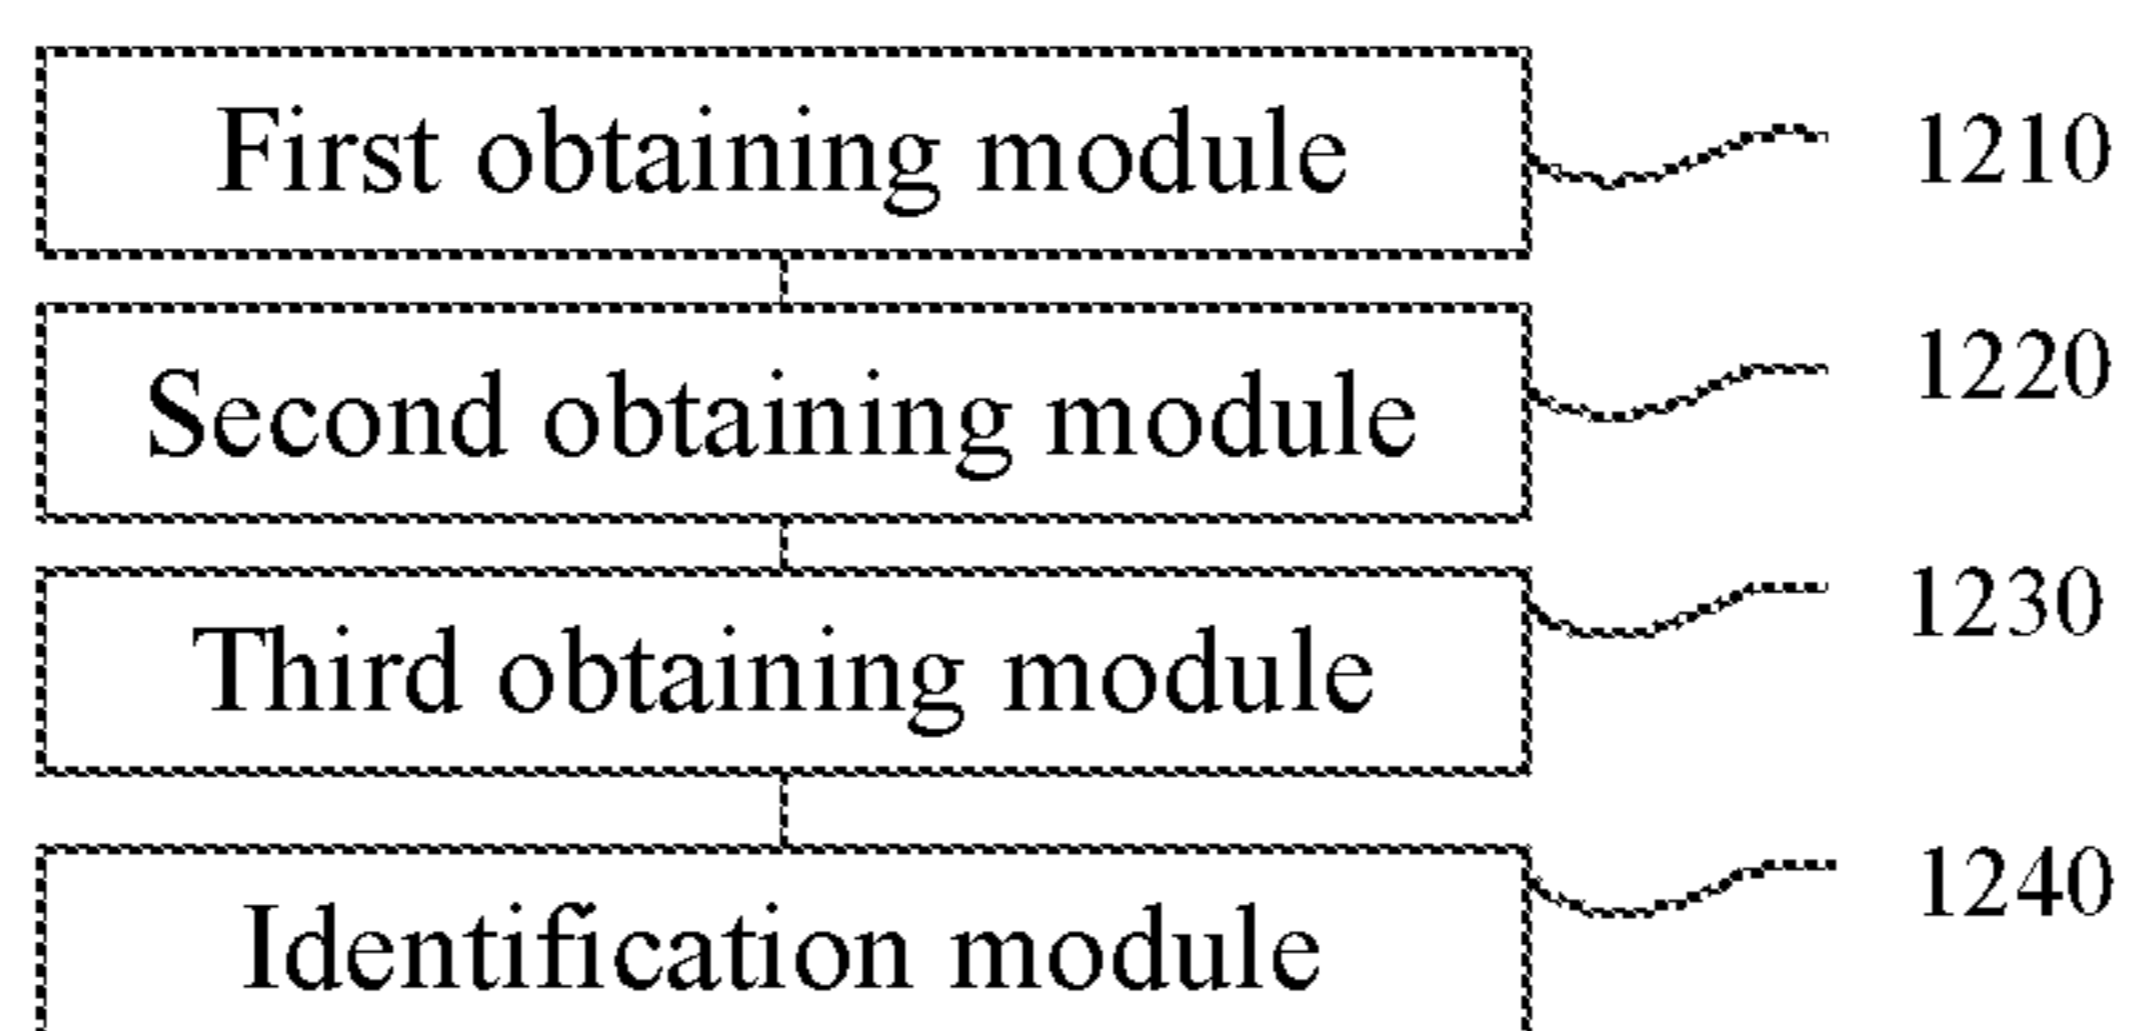 First obtaining module 1210
Second obtaining module 1220
Third obtaining module 1230
Identification module 1240